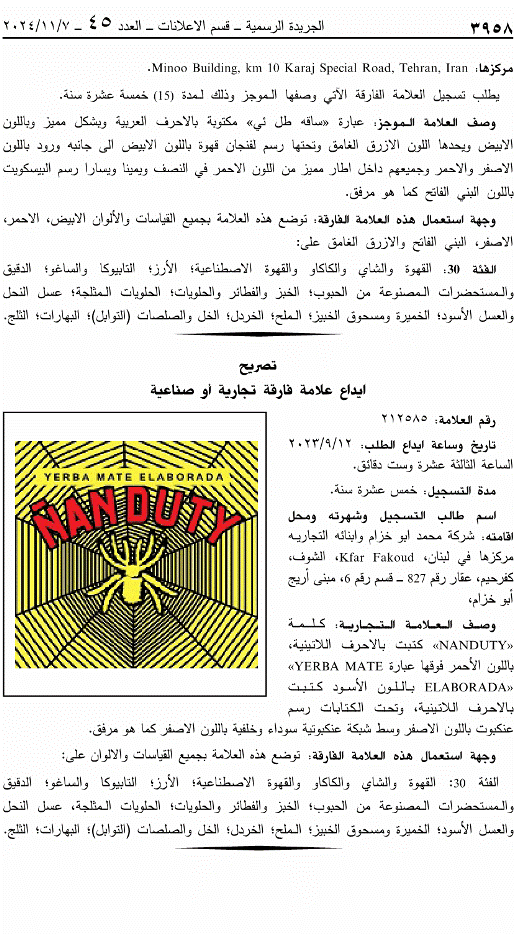 ٣٩٥٨
الجريدة الرسمية ــ قسم الاعلانات ــ العدد ٤٥ ــ ٢٠٢٤/١١/٧
مركزها: Minoo Building, km 10 Karaj Special Road, Tehran, Iran.
يطلب تسجيل العلامة الفارقة الآتي وصفها الموجز وذلك لمدة (15) خمسة عشرة سنة.
وصف العلامة الموجز: عبارة «ساقه طل ئي» مكتوبة بالاحرف العربية وبشكل مميز وباللون
الابيض ويحدها اللون الازرق الغامق وتحتها رسم لفنجان قهوة باللون الابيض الى جانبه ورود باللون
الاصفر والاحمر وجميعهم داخل اطار مميز من اللون الاحمر في النصف ويمينا ويسارا رسم البيسكويت
باللون البني الفاتح كما هو مرفق.
وجهة استعمال هذه العلامة الفارقة: توضع هذه العلامة بجميع القياسات والألوان الابيض، الاحمر،
الاصفر، البني الفاتح والازرق الغامق على:
الفئة 30: القهوة والشاي والكاكاو والقهوة الاصطناعية؛ الأرز؛ التابيوكا والساغو؛ الدقيق
والمستحضرات المصنوعة من الحبوب؛ الخبز والفطائر والحلويات؛ الحلويات المثلجة؛ عسل النحل
والعسل الأسود؛ الخميرة ومسحوق الخبيز؛ الملح؛ الخردل؛ الخل والصلصات (التوابل)؛ البهارات؛ الثلج.
تصريح
ايداع علامة فارقة تجارية أو صناعية
رقم العلامة: ٢١٢٥٨٥
تاريخ وساعة ايداع الطلب: ٢٠٢٣/٩/١٢
الساعة الثالثة عشرة وست دقائق.
مدة التسجيل: خمس عشرة سنة.
اسم طالب التسجيل وشهرته ومحل
اقامته: شركة محمد ابو خزام وابنائه التجارية
مركزها في لبنان، Kfar Fakoud، الشوف،
كفرحيم، عقار رقم 827 ــ قسم رقم 6، مبنى أريج
أبو خزام،
وصف العلامة التجارية: كلمة
«NANDUTY» كتبت بالاحرف اللاتينية،
باللون الأحمر فوقها عبارة «YERBA MATE
ELABORADA» باللون الأسود كتبت
بالاحرف اللاتينية، وتحت الكتابات رسم
عنكبوت باللون الاصفر وسط شبكة عنكبوتية سوداء وخلفية باللون الاصفر كما هو مرفق.
YERBA MATE ELABORADA
ÑANDUTY
وجهة استعمال هذه العلامة الفارقة: توضع هذه العلامة بجميع القياسات والالوان على:
الفئة 30: القهوة والشاي والكاكاو والقهوة الاصطناعية؛ الأرز؛ التابيوكا والساغو؛ الدقيق
والمستحضرات المصنوعة من الحبوب؛ الخبز والفطائر والحلويات؛ الحلويات المثلجة، عسل النحل
والعسل الأسود؛ الخميرة ومسحوق الخبيز؛ الملح؛ الخردل؛ الخل والصلصات (التوابل)؛ البهارات؛ الثلج.